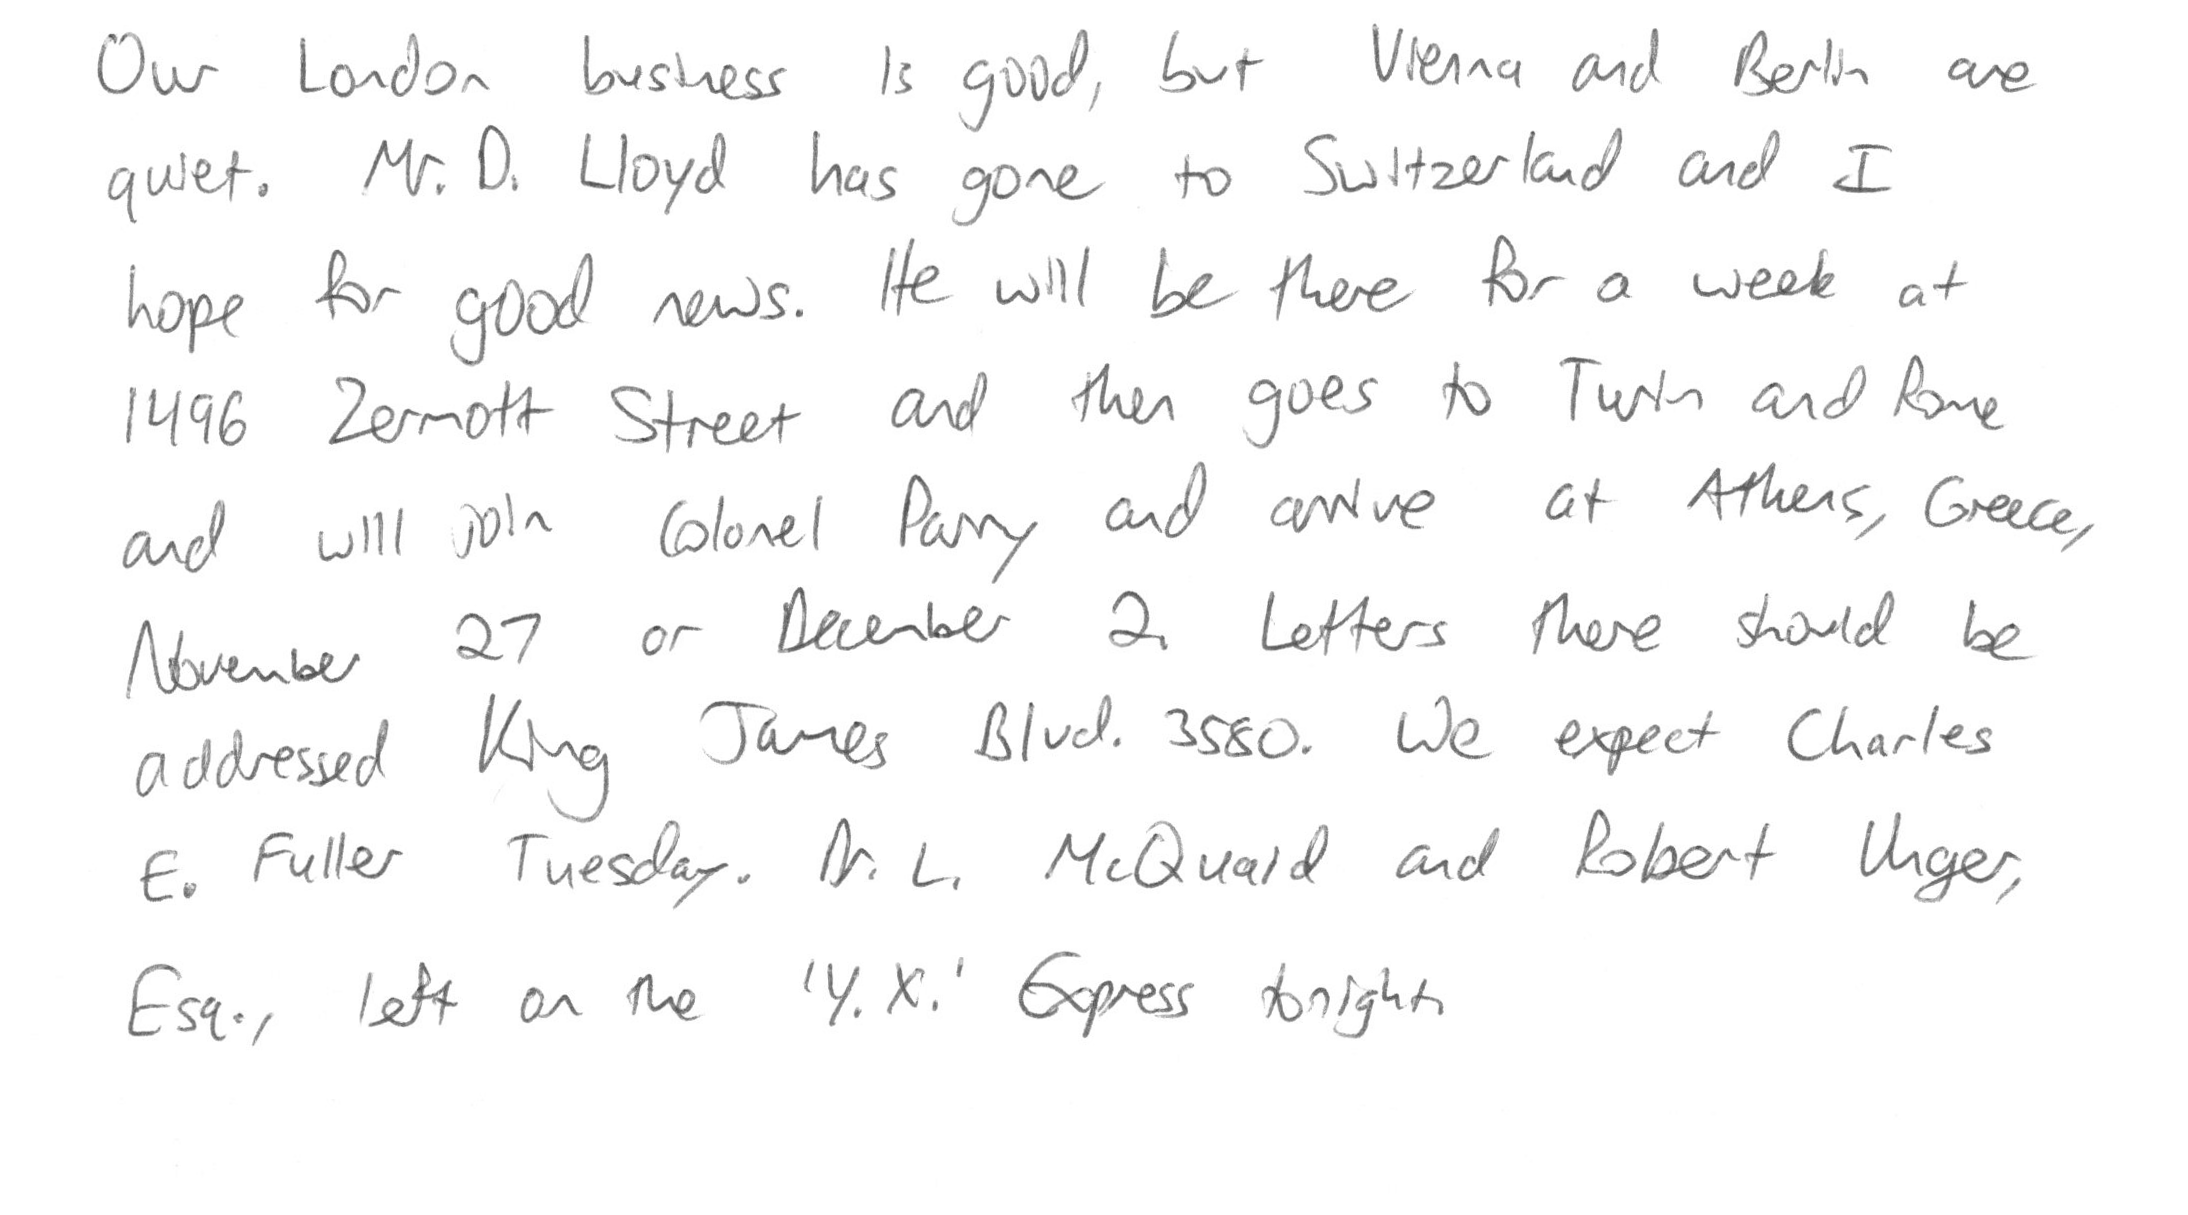 Our London business is good, but Vienna and Berlin are
quiet. Mr. D. Lloyd has gone to Switzerland and I
hope for good news. He will be there for a week at
1496 Zermott Street and then goes to Turin and Rome
and will join Colonel Parry and arrive at Athens, Greece,
November 27 or December 2. Letters there should be
addressed King James Blvd. 3580. We expect Charles
E. Fuller Tuesday. Dr. L. McQuaid and Robert Unger,
Esq., left on the 'Y.X.' Express tonight.